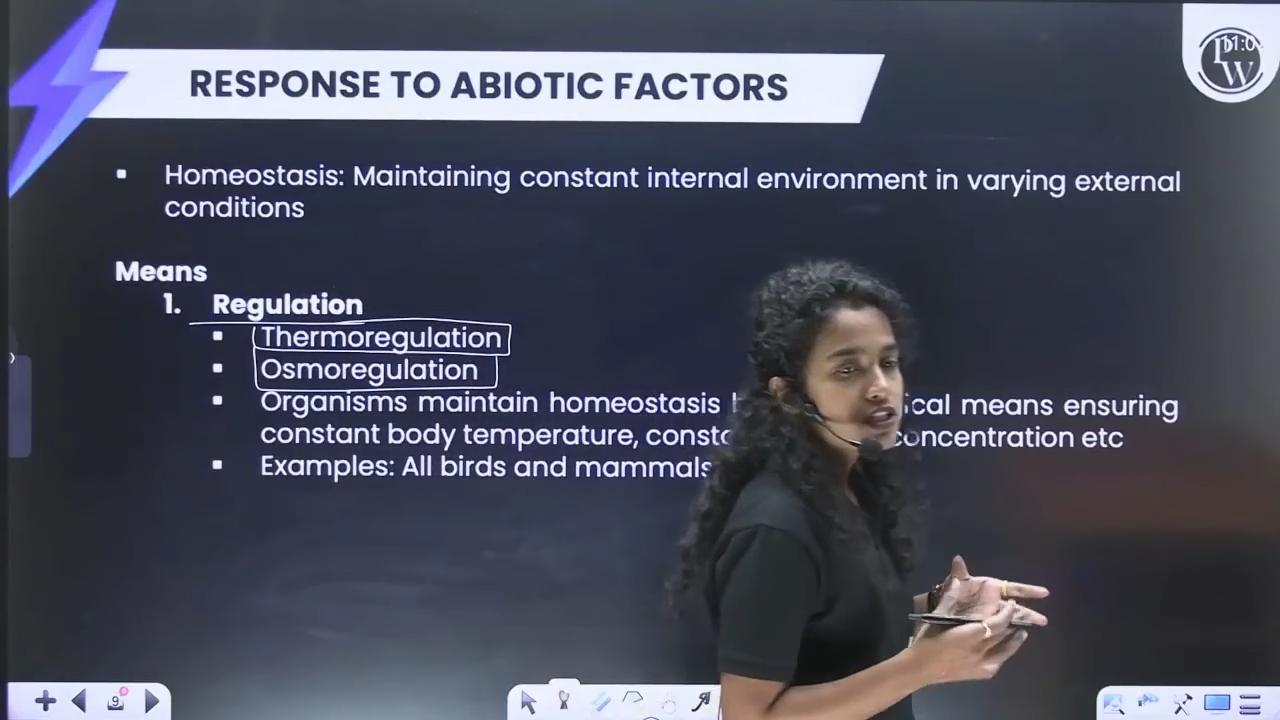 RESPONSE TO ABIOTIC FACTORS
Homeostasis: Maintaining constant internal environment in varying external
conditions
Means
1. Regulation
Thermoregulation
Osmoregulation
Organisms maintain homeostasis means ensuring
constant body temperature, concentration etc
Examples: All birds and mammals
9